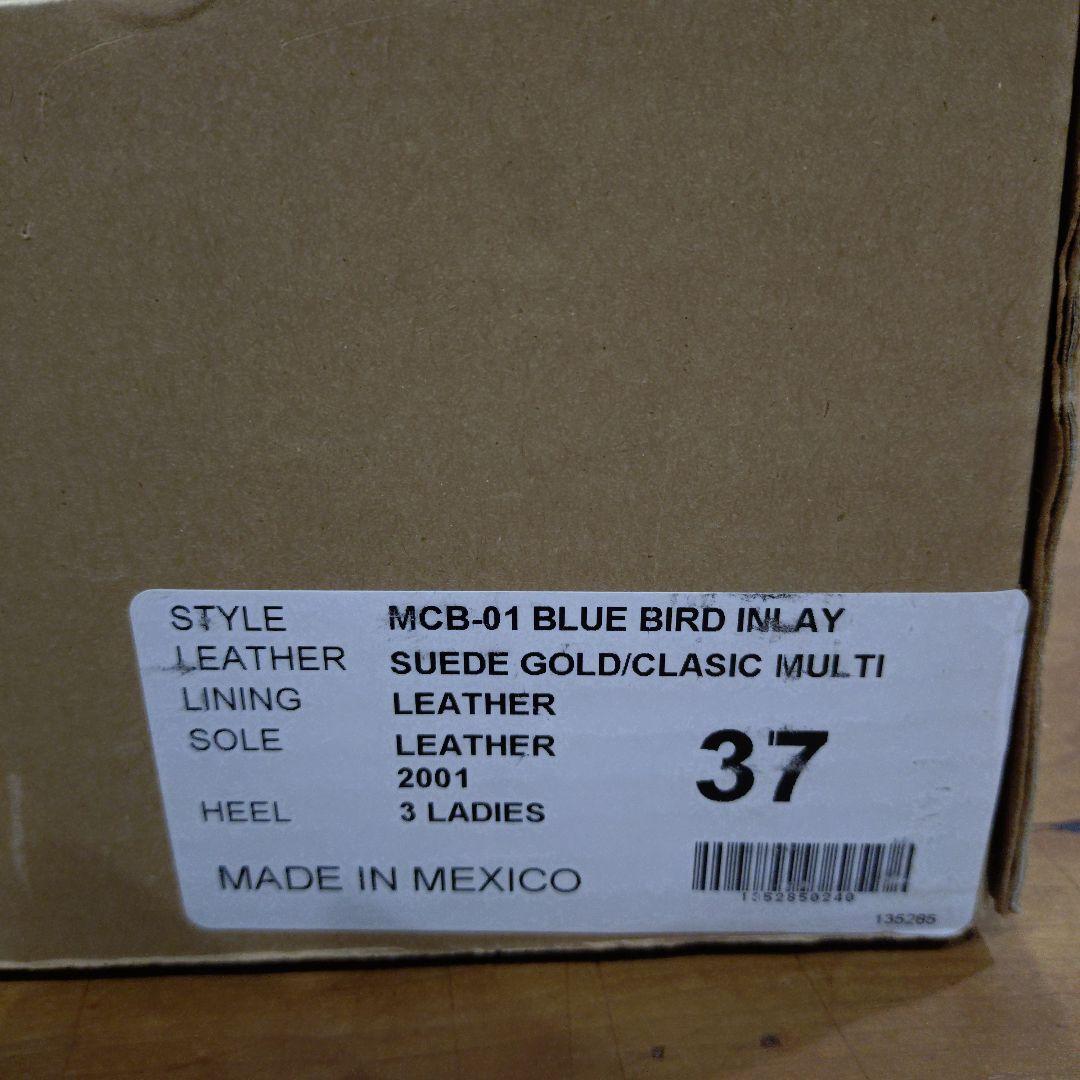 STYLE MCB-01 BLUE BIRD INLAY
LEATHER SUEDE GOLD/CLASIC MULTI
LINING LEATHER
SOLE LEATHER
2001
37
HEEL 3 LADIES
MADE IN MEXICO
1352850240
135285